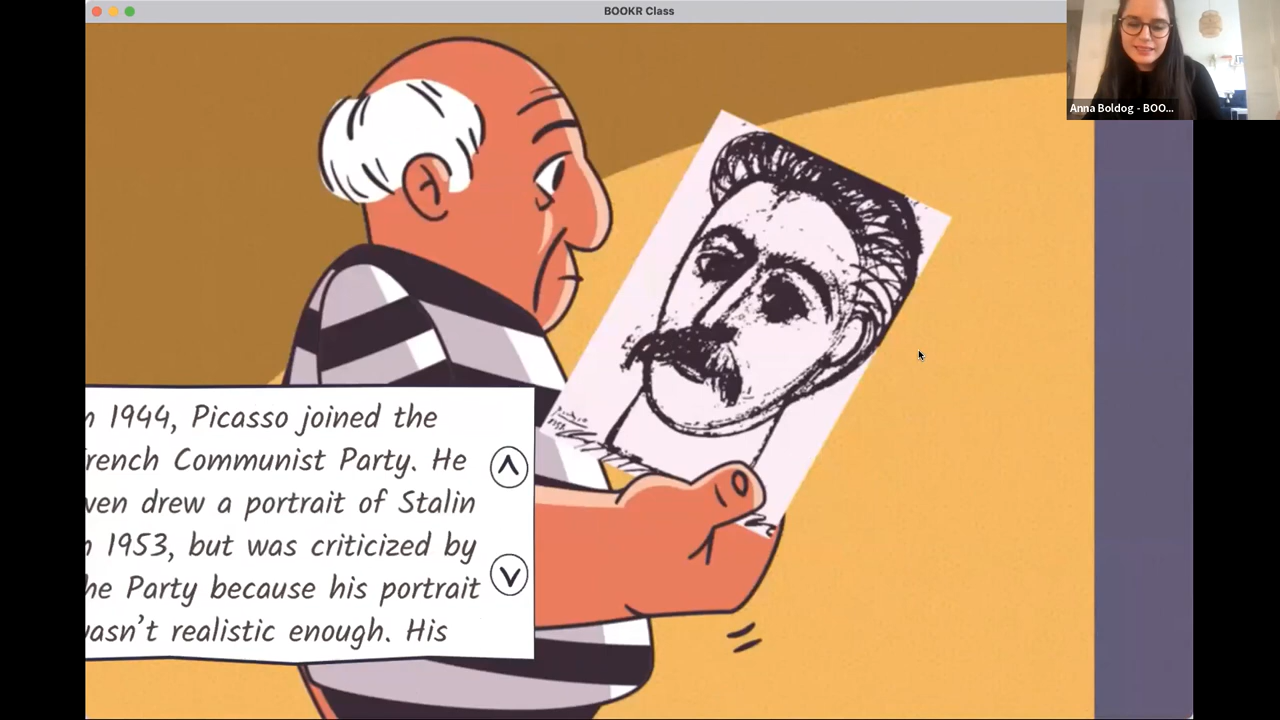 BOOKR Class
Anna Boldog - BOO...
n 1944, Picasso joined the
rench Communist Party. He
ven drew a portrait of Stalin
n 1953, but was criticized by
he Party because his portrait
wasn't realistic enough. His